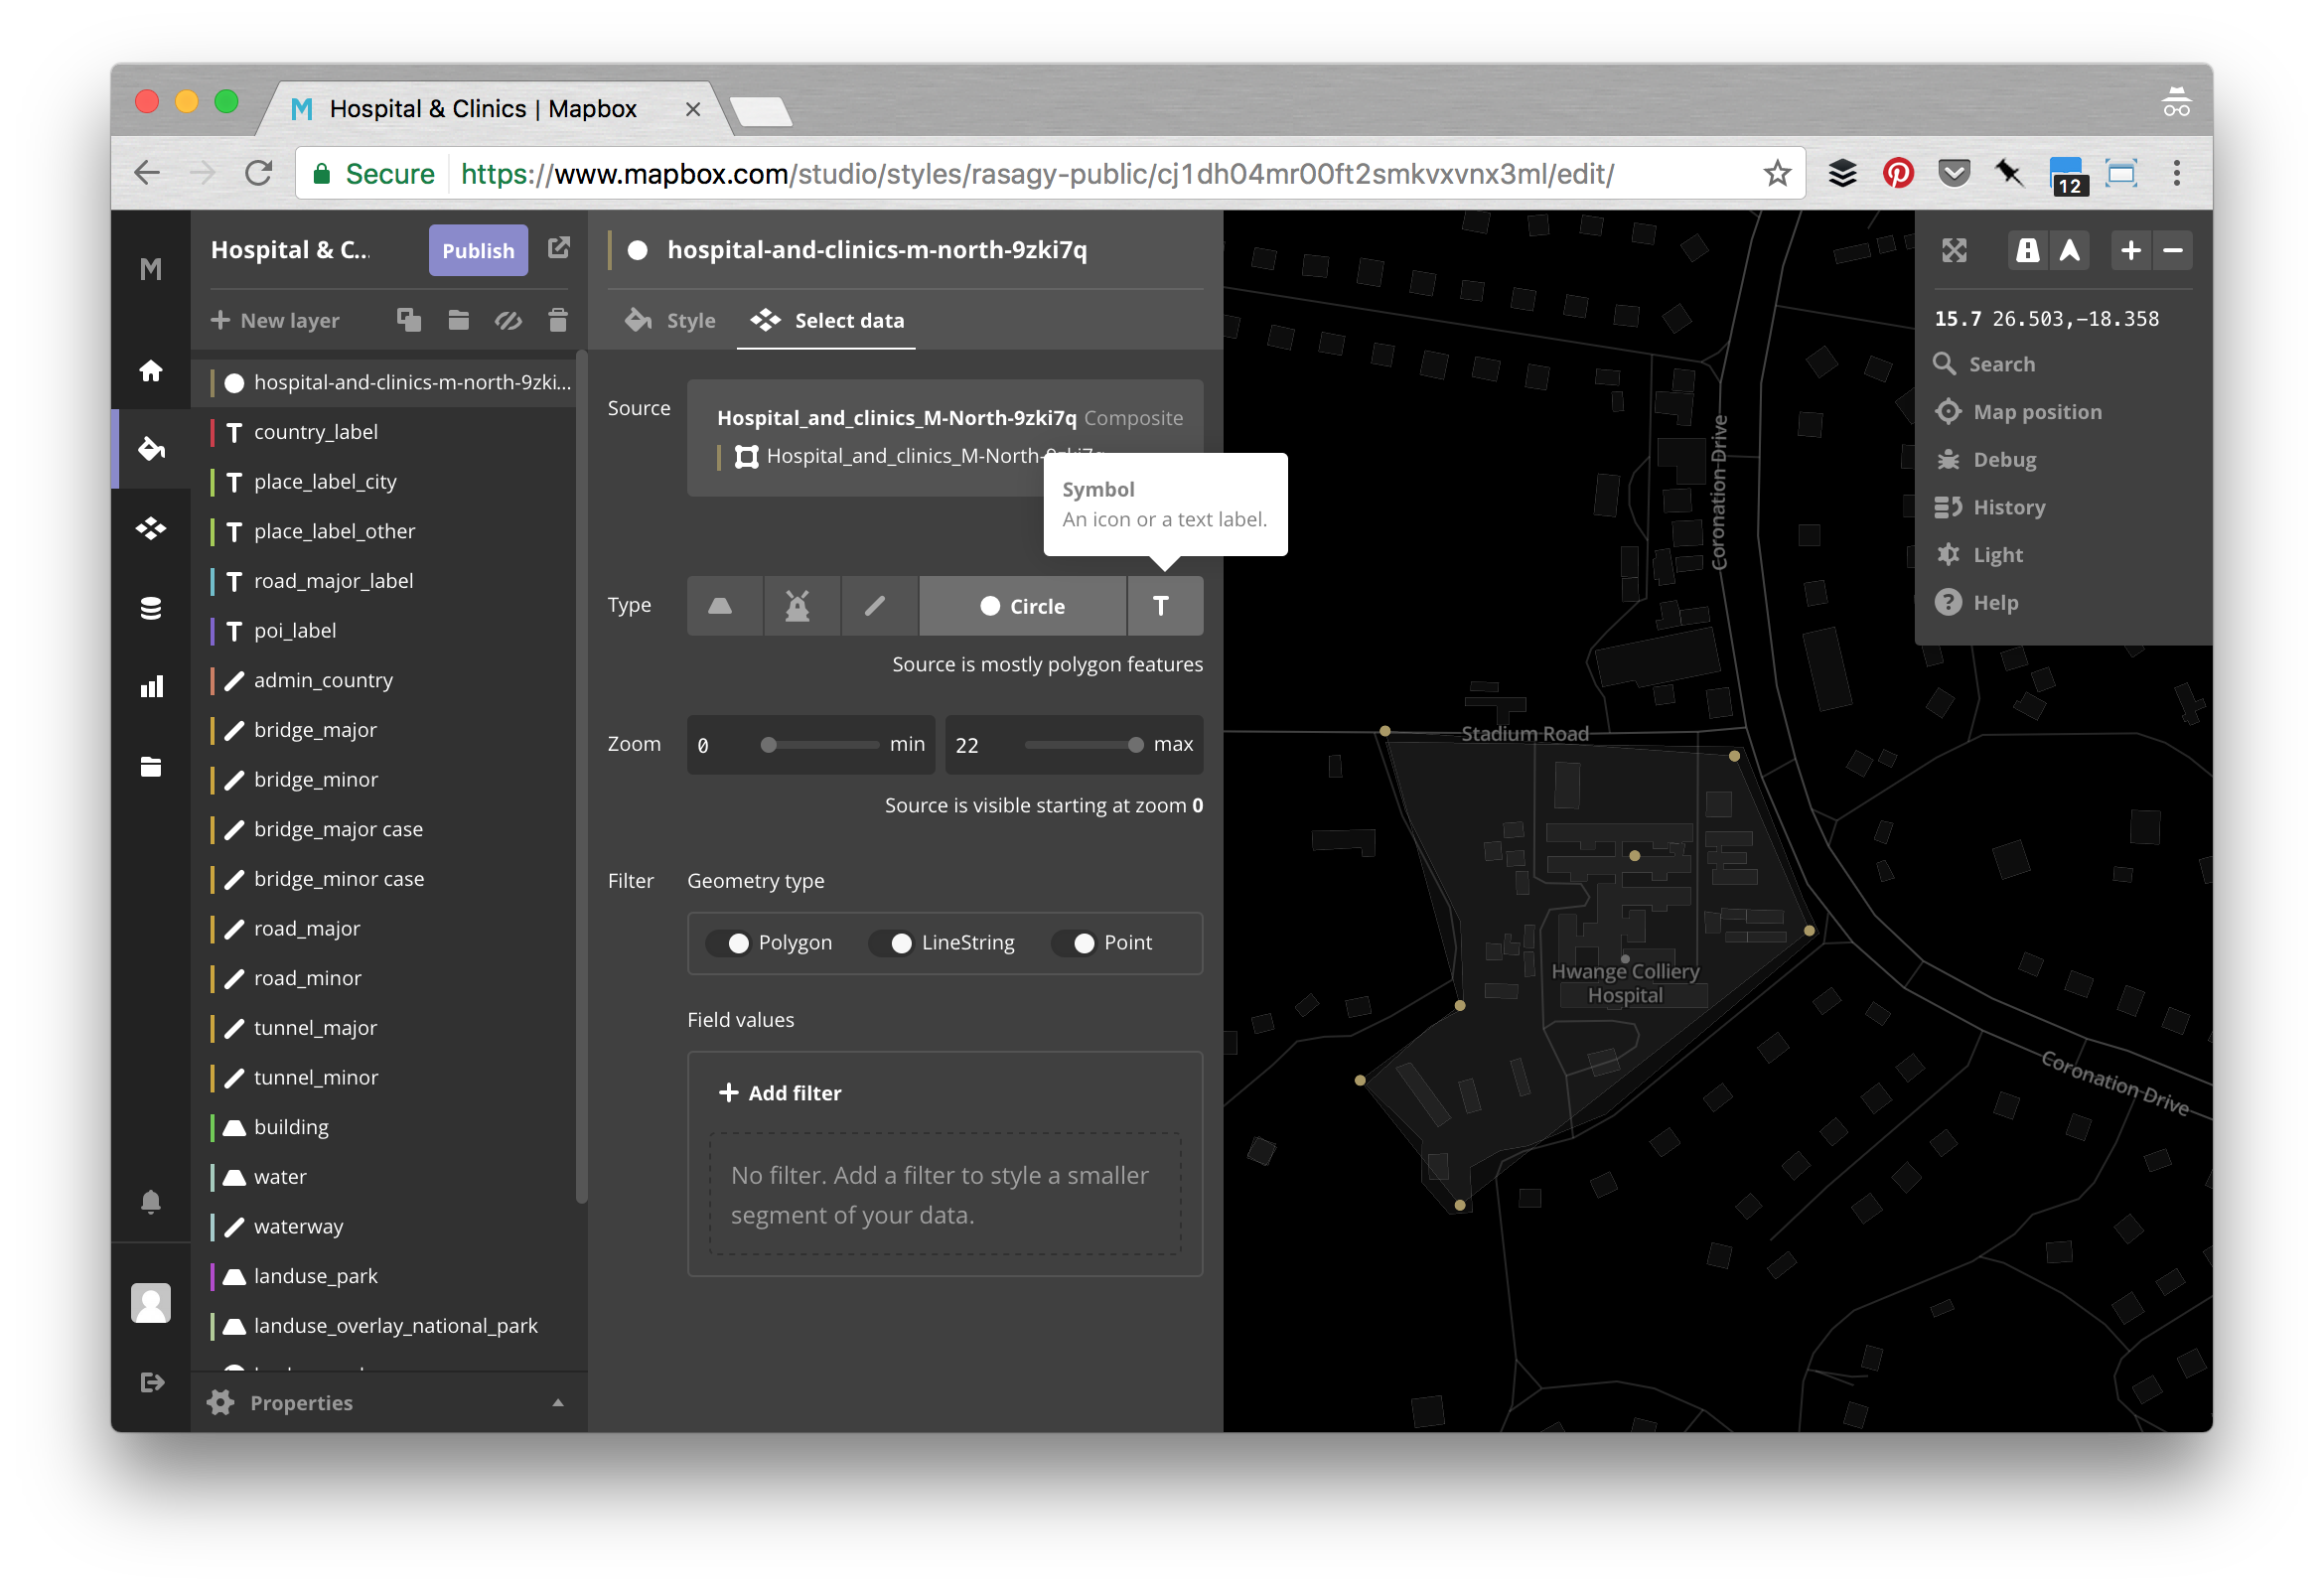 Hospital & Clinics | Mapbox
Secure https://www.mapbox.com/studio/styles/rasagy-public/cj1dh04mr00ft2smkvxvnx3ml/edit/
12
Hospital & C...
Publish
New layer
hospital-and-clinics-m-north-9zki...
country_label
place_label_city
place_label_other
road_major_label
poi_label
admin_country
bridge_major
bridge_minor
bridge_major case
bridge_minor case
road_major
road_minor
tunnel_major
tunnel_minor
building
water
waterway
landuse_park
landuse_overlay_national_park
Properties
hospital-and-clinics-m-north-9zki7q
Style
Select data
Source
Hospital_and_clinics_M-North-9zki7q Composite
Hospital_and_clinics_M-North-9zki7q
Symbol
An icon or a text label.
Type
Circle
Source is mostly polygon features
Zoom
0
min
22
max
Source is visible starting at zoom 0
Filter
Geometry type
Polygon
LineString
Point
Field values
Add filter
No filter. Add a filter to style a smaller
segment of your data.
Coronation Drive
Stadium Road
Hwange Colliery
Hospital
Coronation Drive
15.7 26.503,-18.358
Search
Map position
Debug
History
Light
Help